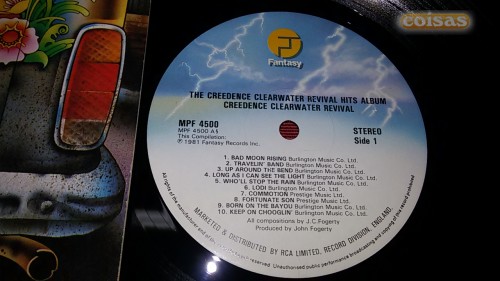 coisas
Fantasy
THE CREEDENCE CLEARWATER REVIVAL HITS ALBUM
CREEDENCE CLEARWATER REVIVAL
MPF 4500
MPF 4500 A
This Compilation:
℗ 1981 Fantasy Records Inc.
STEREO
Side 1
1. BAD MOON RISING Burlington Music Co. Ltd.
2. TRAVELIN' BAND Burlington Music Co. Ltd.
3. UP AROUND THE BEND Burlington Music Co. Ltd.
4. LONG AS I CAN SEE THE LIGHT Burlington Music Co. Ltd.
5. WHO'LL STOP THE RAIN Burlington Music Co. Ltd.
6. LODI Burlington Music Co. Ltd.
7. COMMOTION Prestige Music Ltd.
8. FORTUNATE SON Prestige Music Ltd.
9. BORN ON THE BAYOU Burlington Music Co. Ltd.
10. KEEP ON CHOOGLIN' Burlington Music Co. Ltd.
All compositions by J.C.Fogerty
Produced by John Fogerty
MARKETED & DISTRIBUTED BY RCA LIMITED, RECORD DIVISION, ENGLAND.
All rights of the manufacturer and of the owner of the recorded work reserved. Unauthorised public performance broadcasting and copying of this record prohibited.